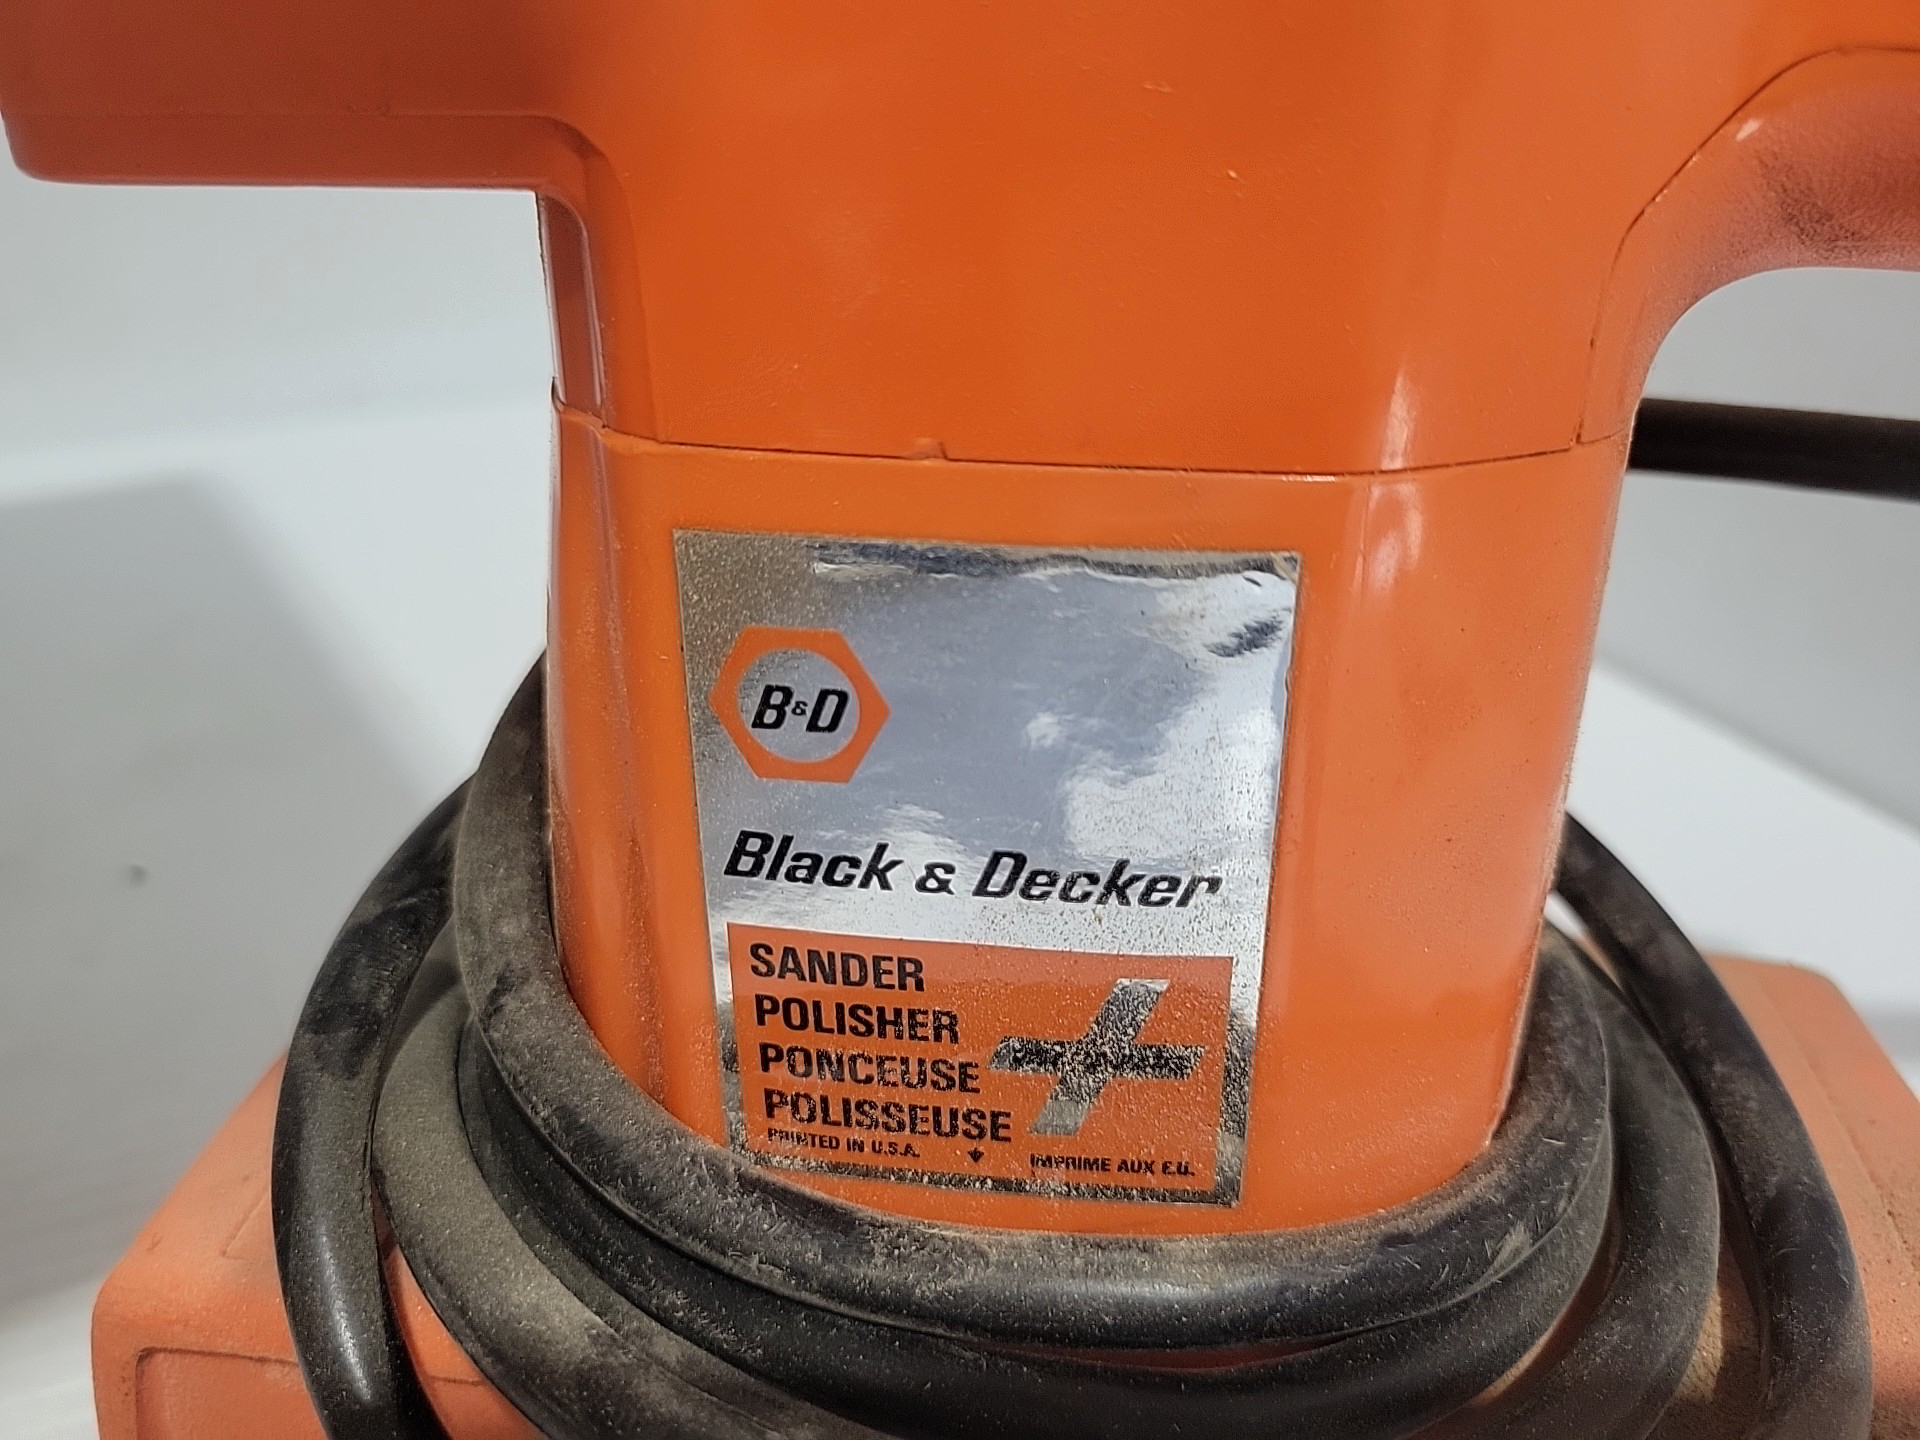 B&D
Black & Decker
SANDER
POLISHER
PONCEUSE
POLISSEUSE
PRINTED IN U.S.A.
IMPRIME AUX E.U.